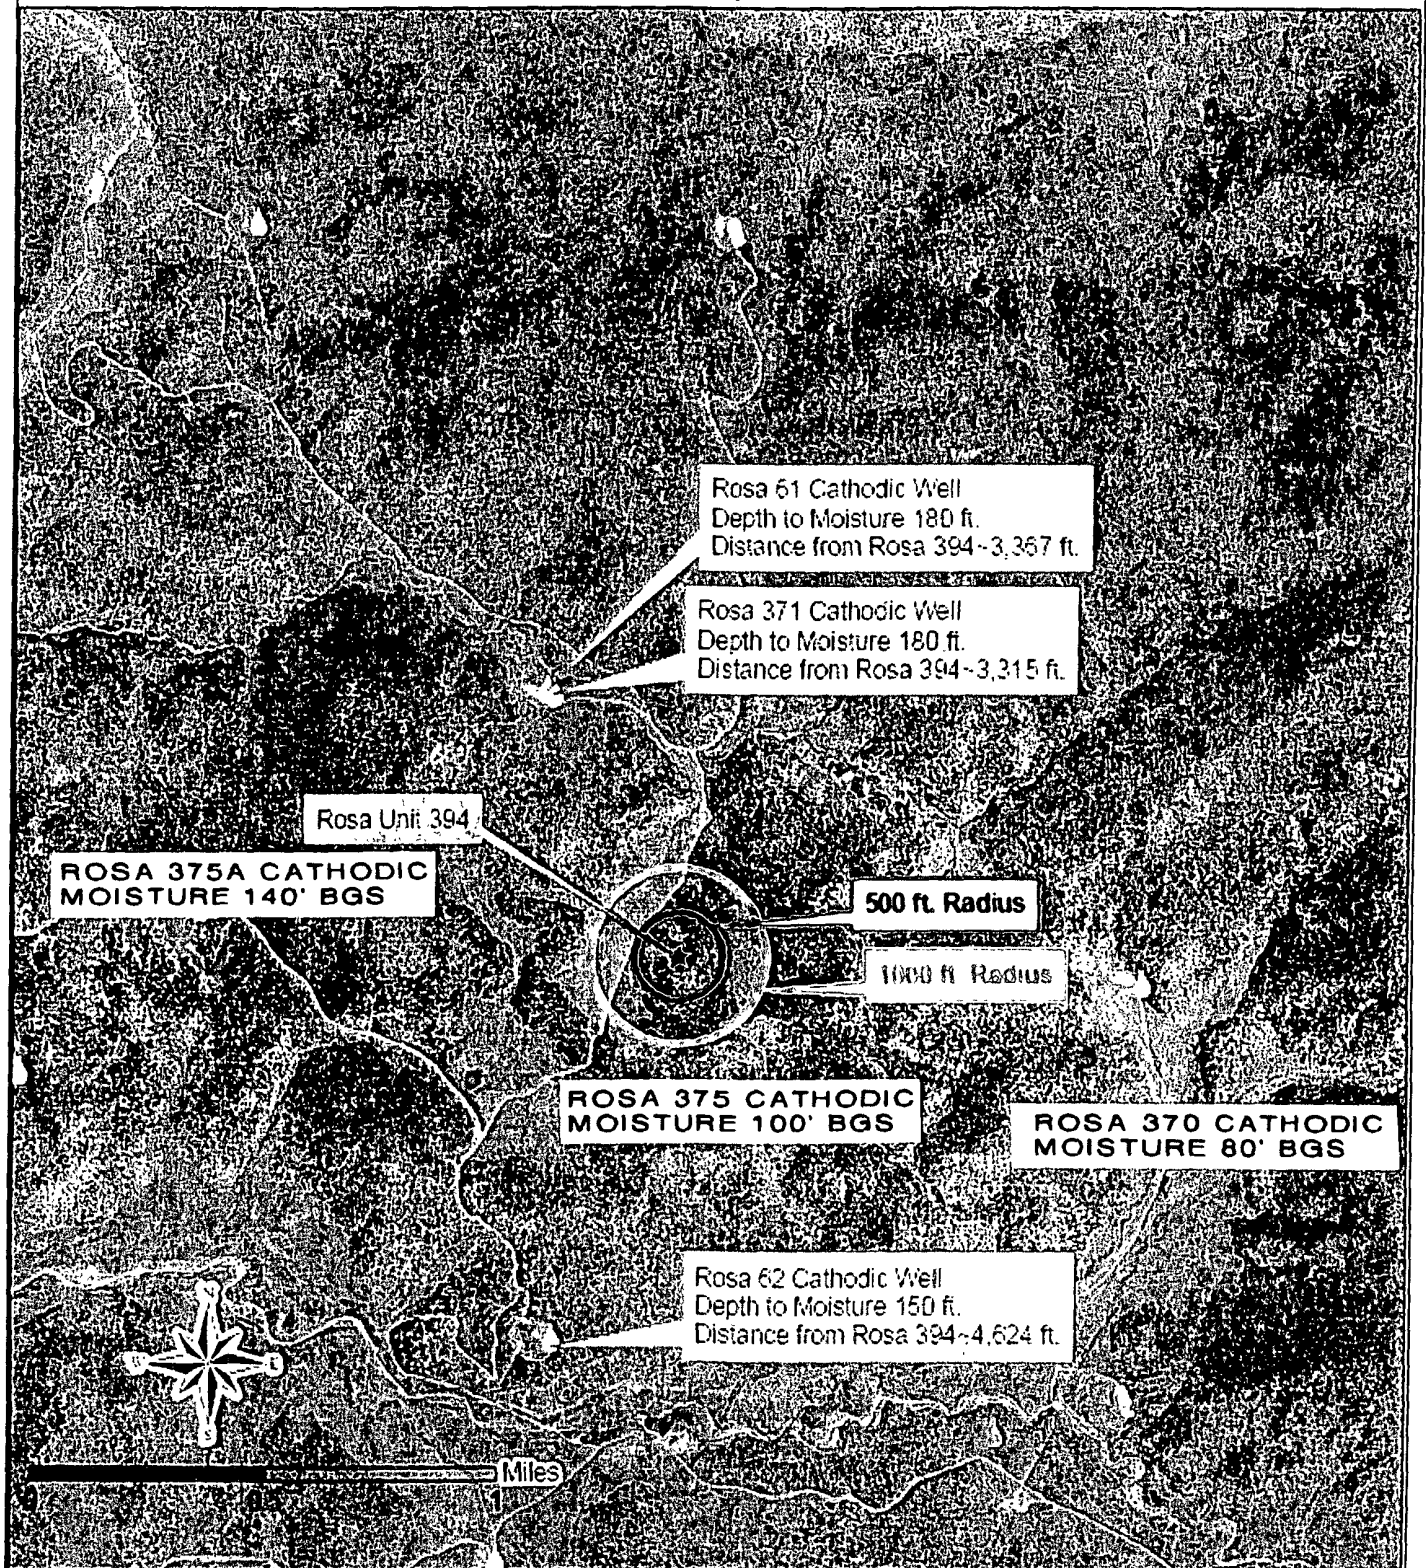 Rosa 61 Cathodic Well
Depth to Moisture 180 ft.
Distance from Rosa 394~3,367 ft.
Rosa 371 Cathodic Well
Depth to Moisture 180 ft.
Distance from Rosa 394~3,315 ft.
Rosa Unit 394
ROSA 375A CATHODIC
MOISTURE 140' BGS
500 ft. Radius
1000 ft. Radius
ROSA 375 CATHODIC
MOISTURE 100' BGS
ROSA 370 CATHODIC
MOISTURE 80' BGS
Rosa 62 Cathodic Well
Depth to Moisture 150 ft.
Distance from Rosa 394~4,624 ft.
Miles
0 0.5 1